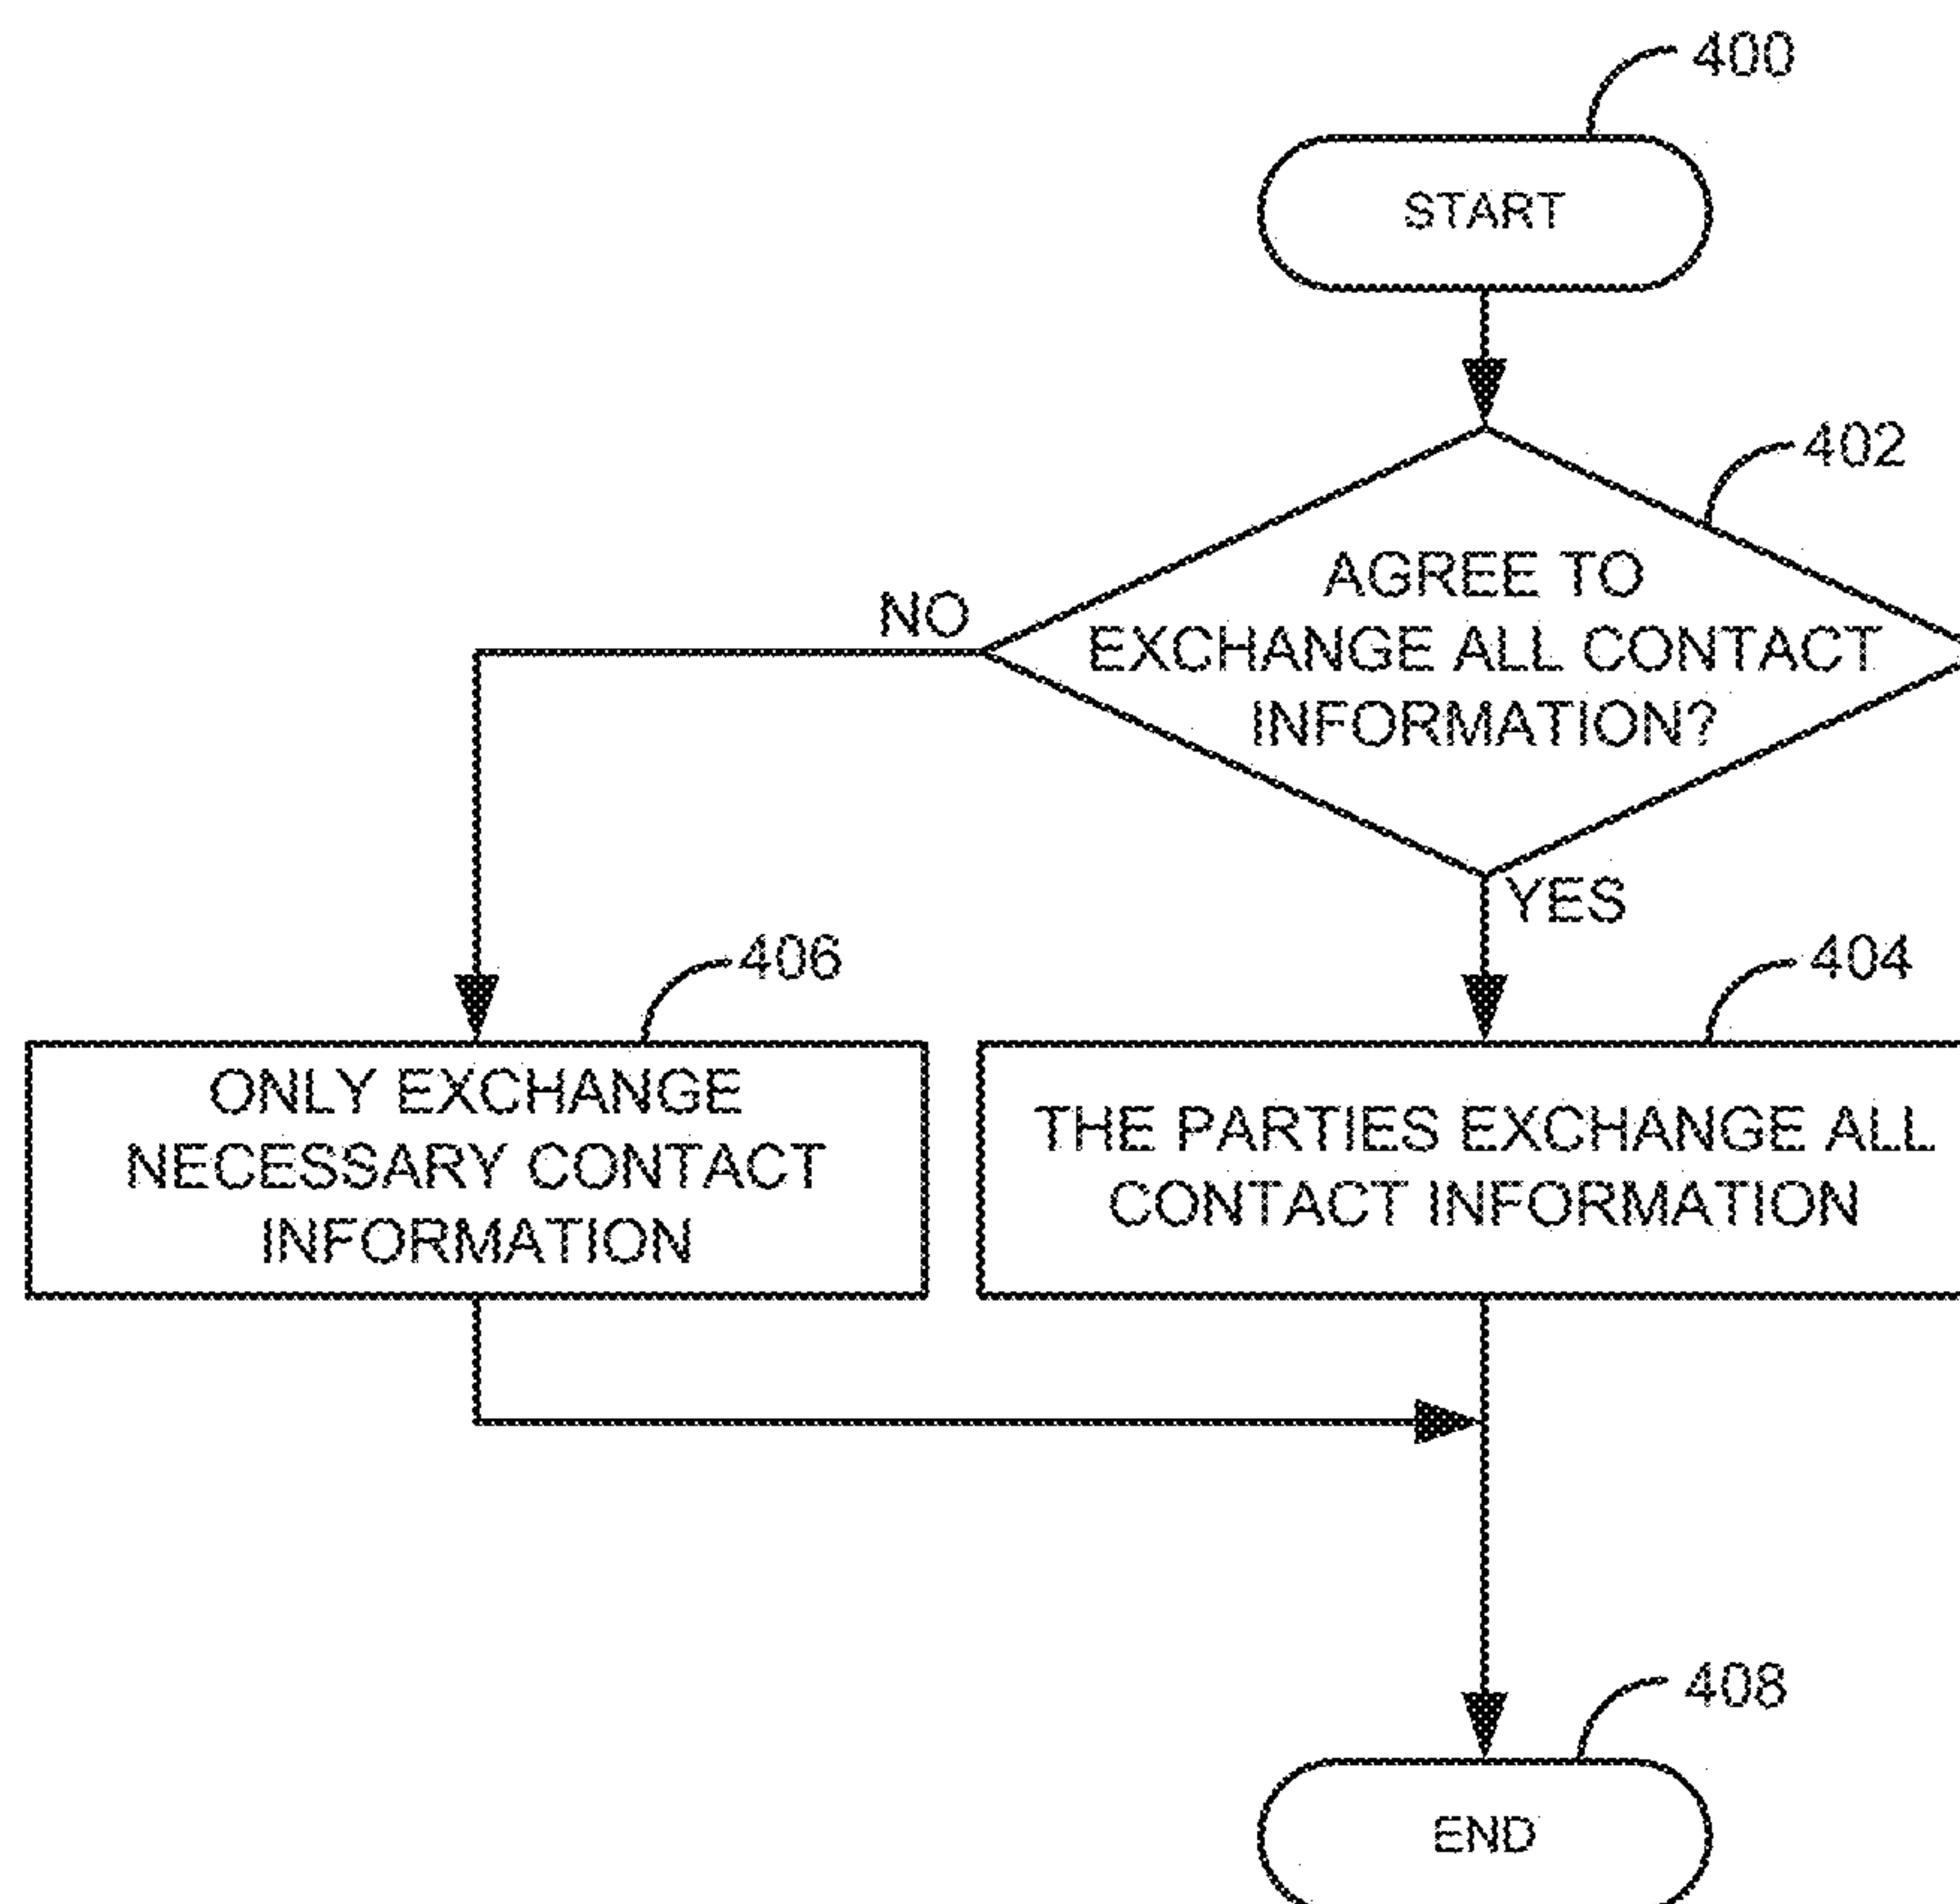 400
START
402
AGREE TO
EXCHANGE ALL CONTACT
INFORMATION?
NO
YES
406
404
ONLY EXCHANGE
NECESSARY CONTACT
INFORMATION
THE PARTIES EXCHANGE ALL
CONTACT INFORMATION
408
END